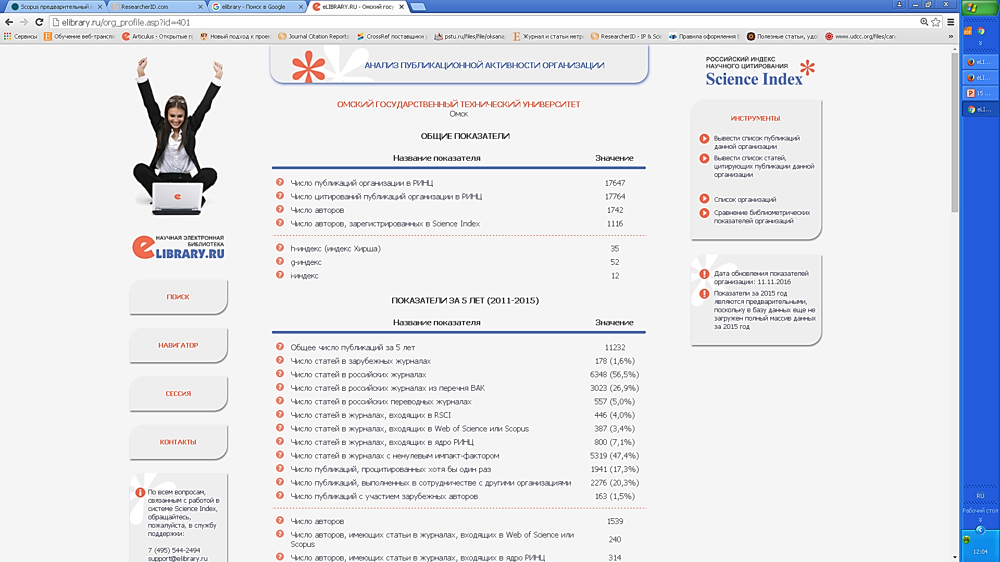 Scopus предварительный п
ResearcherID.com
elibrary - Поиск в Google
eLIBRARY.RU - Омский госу
elibrary.ru/org_profile.asp?id=401
Сервисы
Обучение веб-трансля
Articulus - Открытые п
Новый подход к проек
Journal Citation Reports
CrossRef поставщики у
pstu.ru/files/file/oksana/
Журнал и статьи метри
ResearcherID - IP & Scie
Правила оформления б
Полезные статьи, удоб
www.udcc.org/files/can
АНАЛИЗ ПУБЛИКАЦИОННОЙ АКТИВНОСТИ ОРГАНИЗАЦИИ
ОМСКИЙ ГОСУДАРСТВЕННЫЙ ТЕХНИЧЕСКИЙ УНИВЕРСИТЕТ
Омск
ОБЩИЕ ПОКАЗАТЕЛИ
Название показателя Значение
Число публикаций организации в РИНЦ 17647
Число цитирований публикаций организации в РИНЦ 17764
Число авторов 1742
Число авторов, зарегистрированных в Science Index 1116
h-индекс (индекс Хирша) 35
g-индекс 52
i-индекс 12
ПОКАЗАТЕЛИ ЗА 5 ЛЕТ (2011-2015)
Название показателя Значение
Общее число публикаций за 5 лет 11232
Число статей в зарубежных журналах 178 (1,6%)
Число статей в российских журналах 6348 (56,5%)
Число статей в российских журналах из перечня ВАК 3023 (26,9%)
Число статей в российских переводных журналах 557 (5,0%)
Число статей в журналах, входящих в RSCI 446 (4,0%)
Число статей в журналах, входящих в Web of Science или Scopus 387 (3,4%)
Число статей в журналах, входящих в ядро РИНЦ 800 (7,1%)
Число статей в журналах с ненулевым импакт-фактором 5319 (47,4%)
Число публикаций, процитированных хотя бы один раз 1941 (17,3%)
Число публикаций, выполненных в сотрудничестве с другими организациями 2276 (20,3%)
Число публикаций с участием зарубежных авторов 163 (1,5%)
Число авторов 1539
Число авторов, имеющих статьи в журналах, входящих в Web of Science или
Scopus 240
Число авторов, имеющих статьи в журналах, входящих в ядро РИНЦ 314
НАУЧНАЯ ЭЛЕКТРОННАЯ
БИБЛИОТЕКА
eLIBRARY.RU
ПОИСК
НАВИГАТОР
СЕССИЯ
КОНТАКТЫ
По всем вопросам,
связанным с работой в
системе Science Index,
обращайтесь,
пожалуйста, в службу
поддержки:
7 (495) 544-2494
support@elibrary.ru
РОССИЙСКИЙ ИНДЕКС
НАУЧНОГО ЦИТИРОВАНИЯ
Science Index
ИНСТРУМЕНТЫ
Вывести список публикаций
данной организации
Вывести список статей,
цитирующих публикации данной
организации
Список организаций
Сравнение библиометрических
показателей организаций
Дата обновления показателей
организации: 11.11.2016
Показатели за 2015 год
являются предварительными,
поскольку в базу данных еще не
загружен полный массив данных
за 2015 год
PDF
eLI...
eLI...
15 ...
eLI...
RU
Рабочий стол
12:04